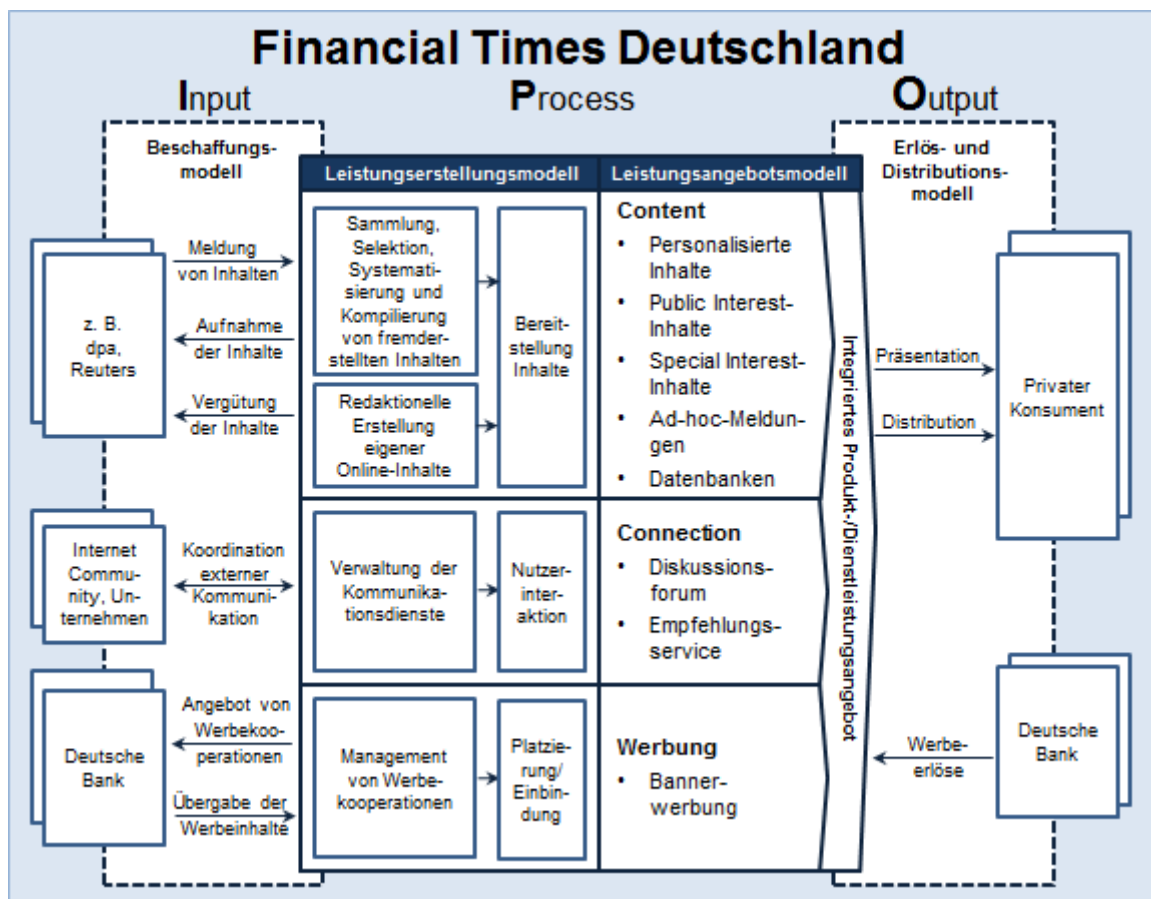 Financial Times Deutschland
Input
Process
Output
Beschaffungs-
modell
Leistungserstellungsmodell
Leistungsangebotsmodell
Erlös- und
Distributions-
modell
z. B.
dpa,
Reuters
Meldung
von Inhalten
Aufnahme
der Inhalte
Vergütung
der Inhalte
Sammlung,
Selektion,
Systemati-
sierung und
Kompilierung
von fremder-
stellten Inhalten
Redaktionelle
Erstellung
eigener
Online-Inhalte
Bereit-
stellung
Inhalte
Content
• Personalisierte
Inhalte
• Public Interest-
Inhalte
• Special Interest-
Inhalte
• Ad-hoc-Meldun-
gen
• Datenbanken
Integriertes Produkt-/Dienstleistungsangebot
Präsentation
Distribution
Privater
Konsument
Internet
Commu-
nity, Un-
ternehmen
Koordination
externer
Kommuni-
kation
Verwaltung der
Kommunika-
tionsdienste
Nutzer-
inter-
aktion
Connection
• Diskussions-
forum
• Empfehlungs-
service
Deutsche
Bank
Angebot von
Werbekoo-
perationen
Übergabe der
Werbeinhalte
Management
von Werbe-
kooperationen
Platzie-
rung/
Einbin-
dung
Werbung
• Banner-
werbung
Werbe-
erlöse
Deutsche
Bank